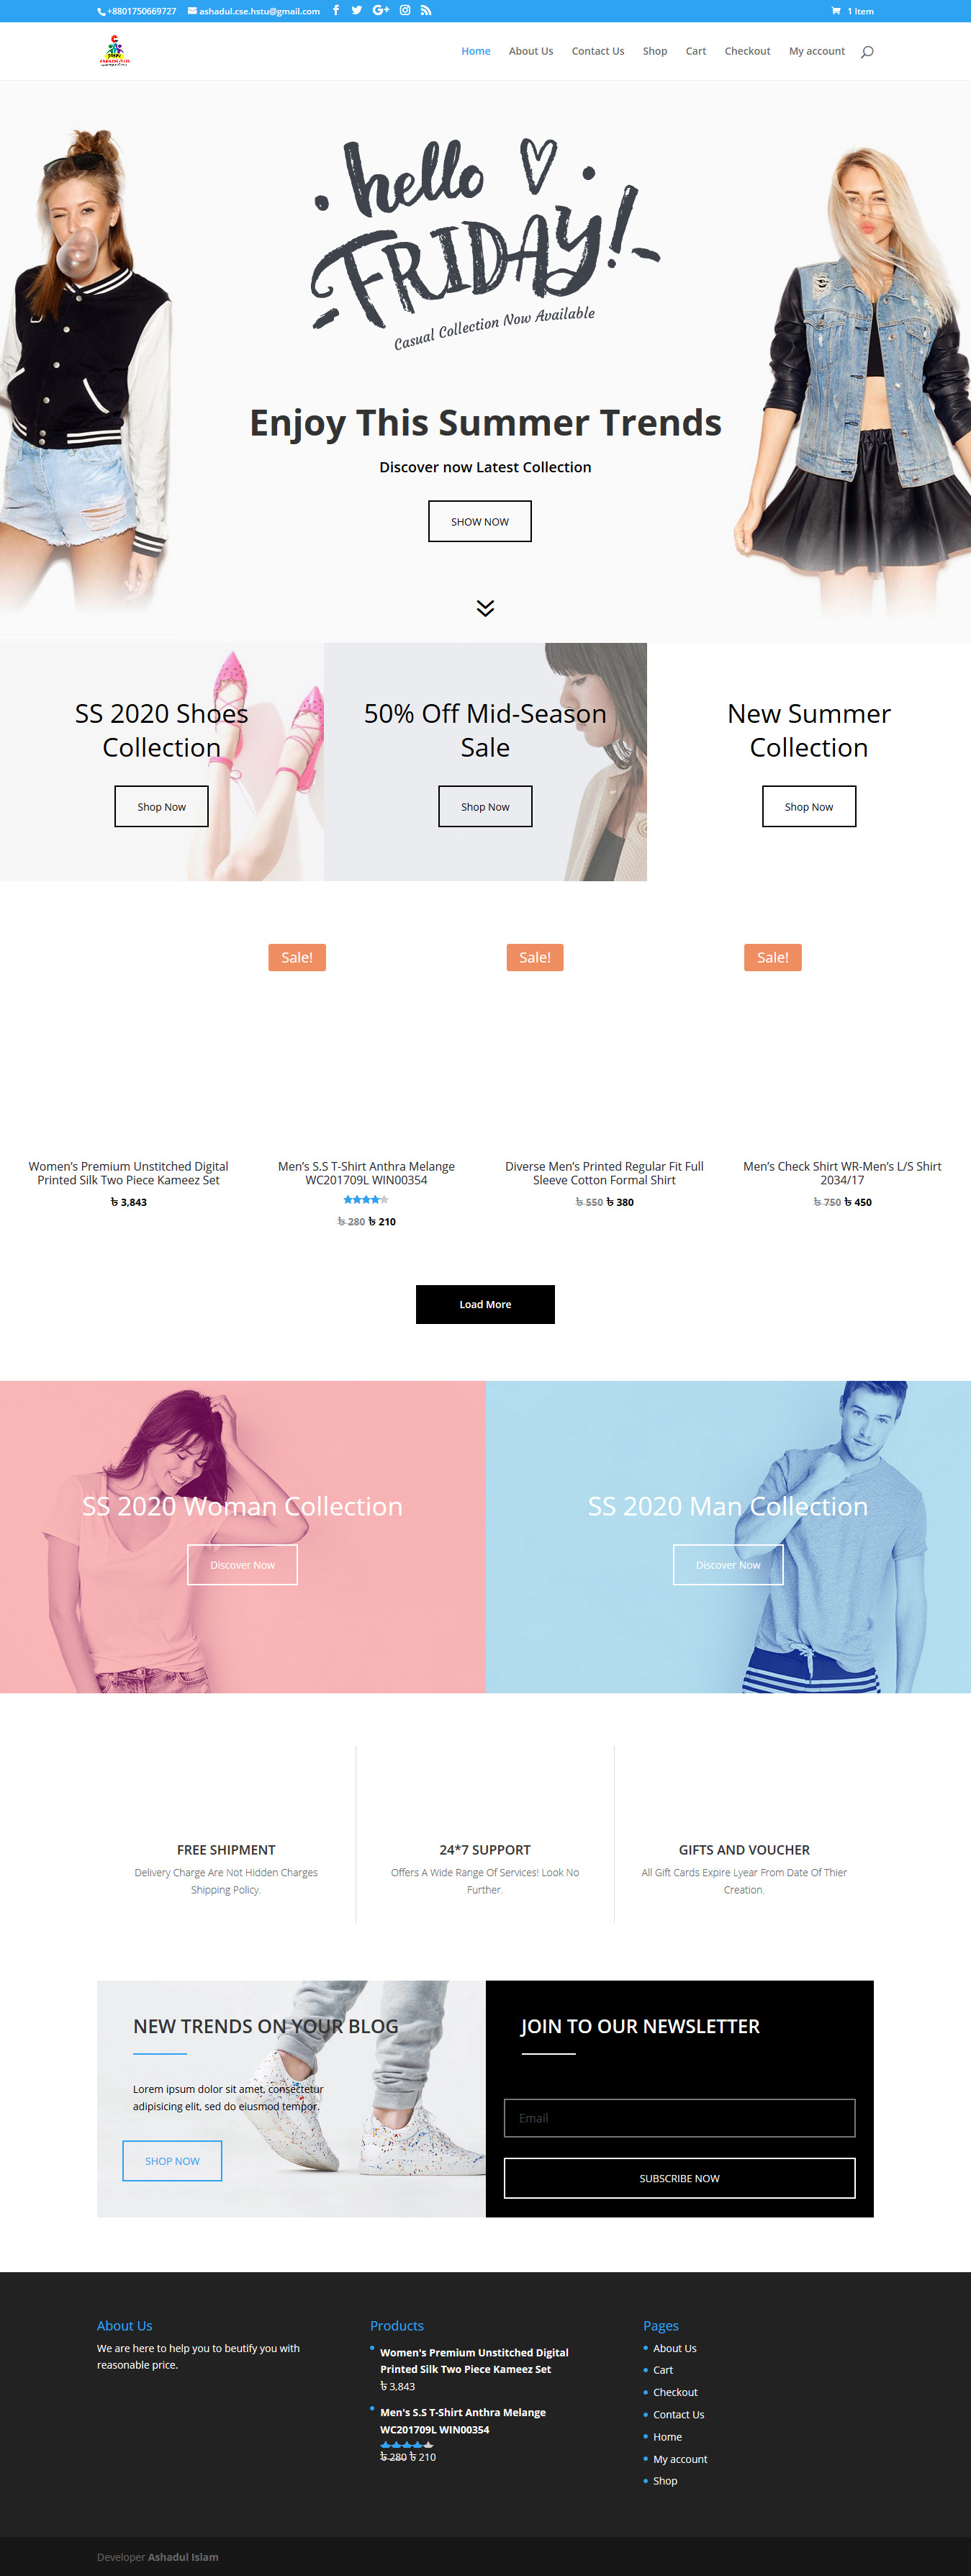 +8801750669727 ashadul.cse.hstu@gmail.com 1 Item
Home About Us Contact Us Shop Cart Checkout My account
hello
FRIDAY!
Casual Collection Now Available
Enjoy This Summer Trends
Discover now Latest Collection
SHOW NOW
SS 2020 Shoes
Collection
Shop Now
50% Off Mid-Season
Sale
Shop Now
New Summer
Collection
Shop Now
Sale!
Sale!
Sale!
Women’s Premium Unstitched Digital
Printed Silk Two Piece Kameez Set
৳ 3,843
Men’s S.S T-Shirt Anthra Melange
WC201709L WIN00354
৳ 280 ৳ 210
Diverse Men’s Printed Regular Fit Full
Sleeve Cotton Formal Shirt
৳ 550 ৳ 380
Men’s Check Shirt WR-Men’s L/S Shirt
2034/17
৳ 750 ৳ 450
Load More
SS 2020 Woman Collection
Discover Now
SS 2020 Man Collection
Discover Now
FREE SHIPMENT
Delivery Charge Are Not Hidden Charges
Shipping Policy.
24*7 SUPPORT
Offers A Wide Range Of Services! Look No
Further.
GIFTS AND VOUCHER
All Gift Cards Expire Lyear From Date Of Thier
Creation.
NEW TRENDS ON YOUR BLOG
Lorem ipsum dolor sit amet, consectetur
adipisicing elit, sed do eiusmod tempor.
SHOP NOW
JOIN TO OUR NEWSLETTER
Email
SUBSCRIBE NOW
About Us
We are here to help you to beutify you with
reasonable price.
Products
Women's Premium Unstitched Digital
Printed Silk Two Piece Kameez Set
৳ 3,843
Men's S.S T-Shirt Anthra Melange
WC201709L WIN00354
৳ 280 ৳ 210
Pages
About Us
Cart
Checkout
Contact Us
Home
My account
Shop
Developer Ashadul Islam